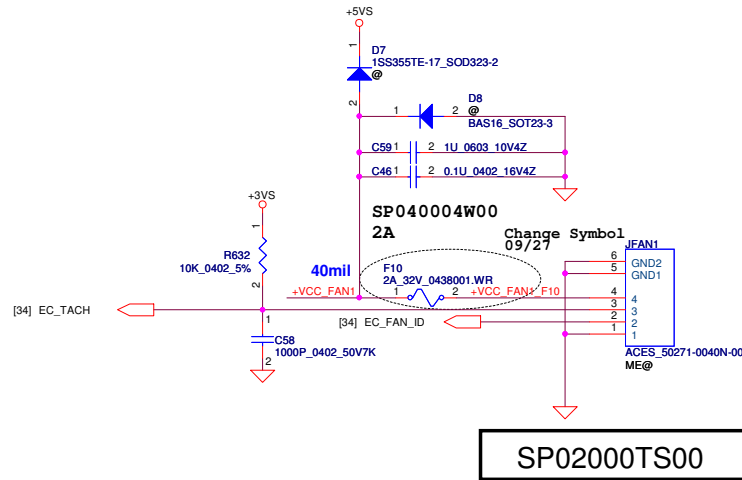 +5VS
1
D7
1SS355TE-17_SOD323-2
@
2
D8
@
1 2
BAS16_SOT23-3
C59 1 2 1U_0603_10V4Z
C46 1 2 0.1U_0402_16V4Z
SP040004W00
2A
+3VS
1
R632
10K_0402_5%
2
Change Symbol
09/27
JFAN1
40mil
F10
2A_32V_0438001.WR
+VCC_FAN1 1 2 +VCC_FAN1_F10
6 GND2
5 GND1
4 4
3 3
2 2
1 1
[34] EC_TACH
[34] EC_FAN_ID
1
C58
1000P_0402_50V7K
2
ACES_50271-0040N-00
ME@
SP02000TS00